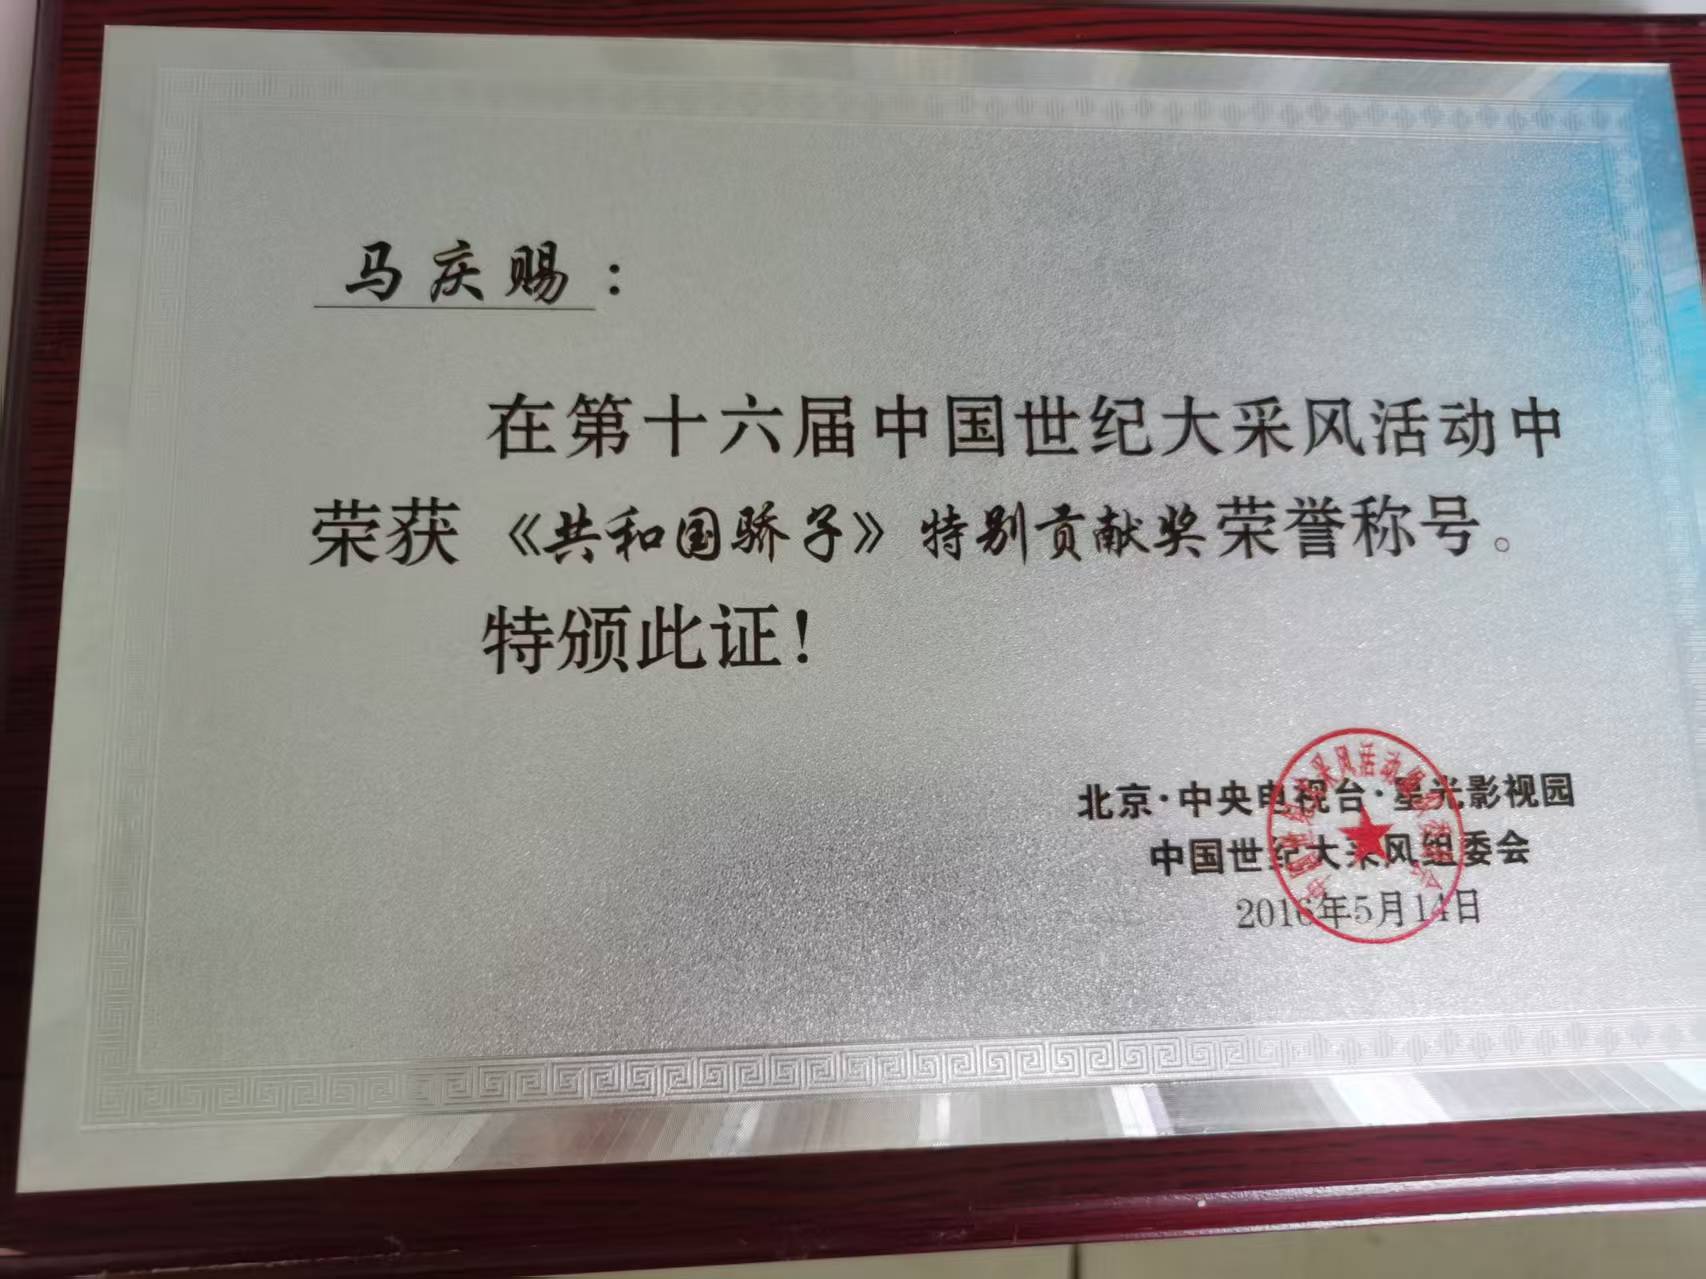 马庆赐：
在第十六届中国世纪大采风活动中
荣获《共和国骄子》特别贡献奖荣誉称号。
特颁此证！
北京·中央电视台·星光影视园
中国世纪大采风组委会
2016年5月14日